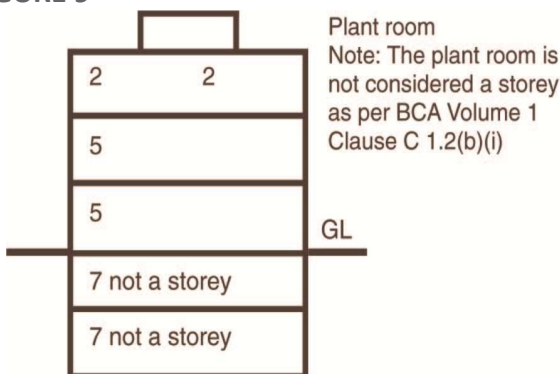 Plant room
Note: The plant room is
not considered a storey
as per BCA Volume 1
Clause C 1.2(b)(i)
2 2
5
5
GL
7 not a storey
7 not a storey